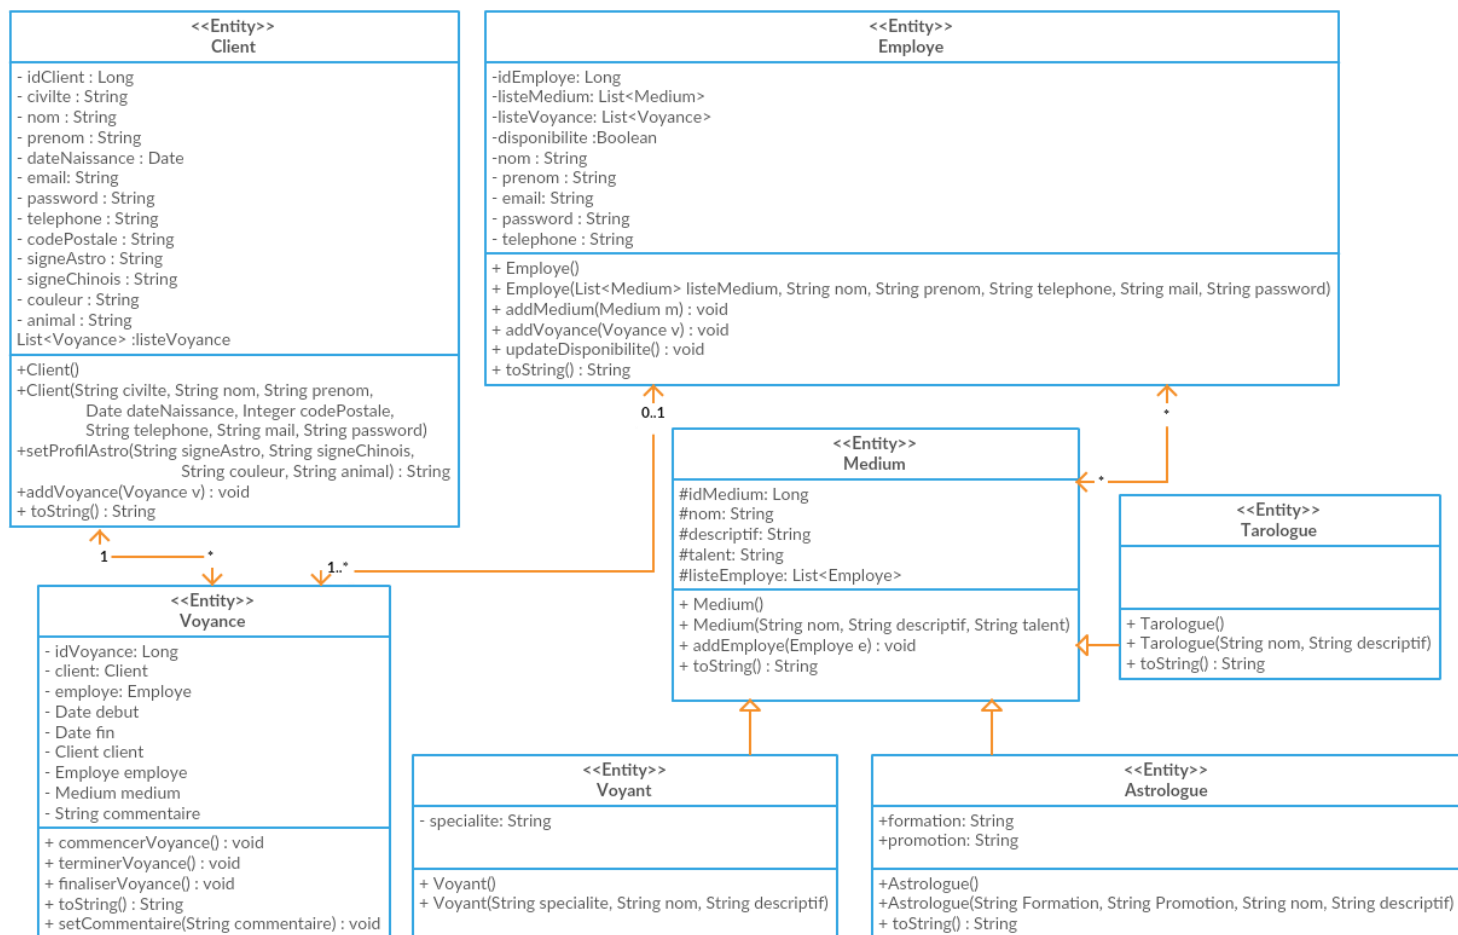 <<Entity>>
Client
- idClient : Long
- civilte : String
- nom : String
- prenom : String
- dateNaissance : Date
- email: String
- password : String
- telephone : String
- codePostale : String
- signeAstro : String
- signeChinois : String
- couleur : String
- animal : String
List<Voyance> :listeVoyance
+Client()
+Client(String civilte, String nom, String prenom,
Date dateNaissance, Integer codePostale,
String telephone, String mail, String password)
+setProfilAstro(String signeAstro, String signeChinois,
String couleur, String animal) : String
+addVoyance(Voyance v) : void
+ toString() : String
<<Entity>>
Employe
-idEmploye: Long
-listeMedium: List<Medium>
-listeVoyance: List<Voyance>
-disponibilite :Boolean
-nom : String
- prenom : String
- email: String
- password : String
- telephone : String
+ Employe()
+ Employe(List<Medium> listeMedium, String nom, String prenom, String telephone, String mail, String password)
+ addMedium(Medium m) : void
+ addVoyance(Voyance v) : void
+ updateDisponibilite() : void
+ toString() : String
0..1
*
*
1
*
1..*
<<Entity>>
Medium
#idMedium: Long
#nom: String
#descriptif: String
#talent: String
#listeEmploye: List<Employe>
+ Medium()
+ Medium(String nom, String descriptif, String talent)
+ addEmploye(Employe e) : void
+ toString() : String
<<Entity>>
Tarologue
+ Tarologue()
+ Tarologue(String nom, String descriptif)
+ toString() : String
<<Entity>>
Voyance
- idVoyance: Long
- client: Client
- employe: Employe
- Date debut
- Date fin
- Client client
- Employe employe
- Medium medium
- String commentaire
+ commencerVoyance() : void
+ terminerVoyance() : void
+ finaliserVoyance() : void
+ toString() : String
+ setCommentaire(String commentaire) : void
<<Entity>>
Voyant
- specialite: String
+ Voyant()
+ Voyant(String specialite, String nom, String descriptif)
<<Entity>>
Astrologue
+formation: String
+promotion: String
+Astrologue()
+Astrologue(String Formation, String Promotion, String nom, String descriptif)
+ toString() : String